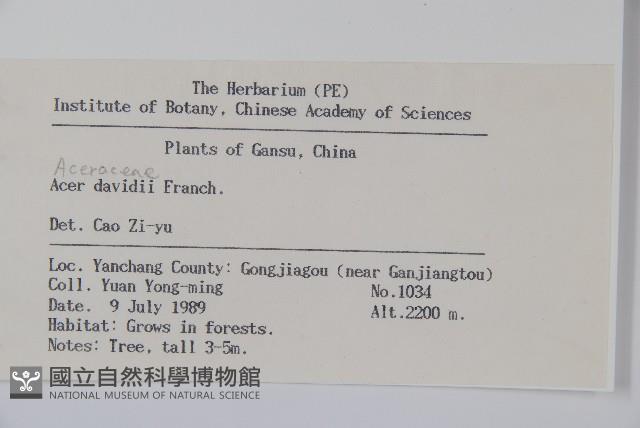 The Herbarium (PE)
Institute of Botany, Chinese Academy of Sciences
Plants of Gansu, China
Aceraceae
Acer davidii Franch.
Det. Cao Zi-yu
Loc. Yanchang County: Gongjiagou (near Ganjiangtou)
Coll. Yuan Yong-ming No.1034
Date. 9 July 1989 Alt.2200 m.
Habitat: Grows in forests.
Notes: Tree, tall 3-5m.
國立自然科學博物館
NATIONAL MUSEUM OF NATURAL SCIENCE